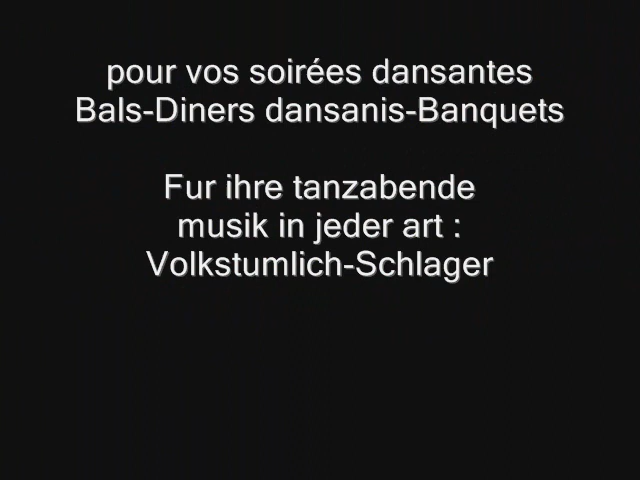 pour vos soirées dansantes
Bals-Diners dansanis-Banquets
Fur ihre tanzabende
musik in jeder art :
Volkstumlich-Schlager